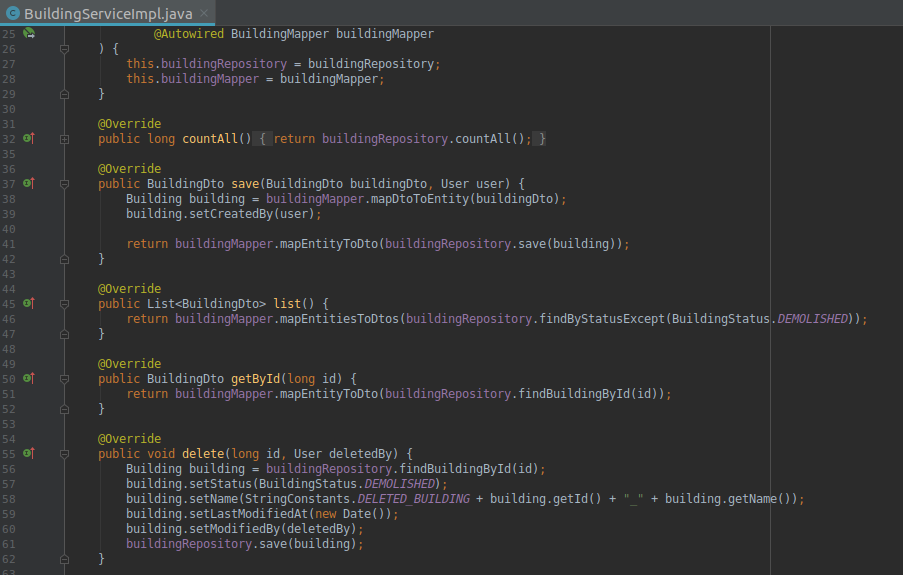 BuildingServiceImpl.java ×
25 @Autowired BuildingMapper buildingMapper
26 ) {
27 this.buildingRepository = buildingRepository;
28 this.buildingMapper = buildingMapper;
29 }
30
31 @Override
32 public long countAll() { return buildingRepository.countAll(); }
35
36 @Override
37 public BuildingDto save(BuildingDto buildingDto, User user) {
38 Building building = buildingMapper.mapDtoToEntity(buildingDto);
39 building.setCreatedBy(user);
40
41 return buildingMapper.mapEntityToDto(buildingRepository.save(building));
42 }
43
44 @Override
45 public List<BuildingDto> list() {
46 return buildingMapper.mapEntitiesToDtos(buildingRepository.findByStatusExcept(BuildingStatus.DEMOLISHED));
47 }
48
49 @Override
50 public BuildingDto getById(long id) {
51 return buildingMapper.mapEntityToDto(buildingRepository.findBuildingById(id));
52 }
53
54 @Override
55 public void delete(long id, User deletedBy) {
56 Building building = buildingRepository.findBuildingById(id);
57 building.setStatus(BuildingStatus.DEMOLISHED);
58 building.setName(StringConstants.DELETED_BUILDING + building.getId() + "_" + building.getName());
59 building.setLastModifiedAt(new Date());
60 building.setModifiedBy(deletedBy);
61 buildingRepository.save(building);
62 }
63